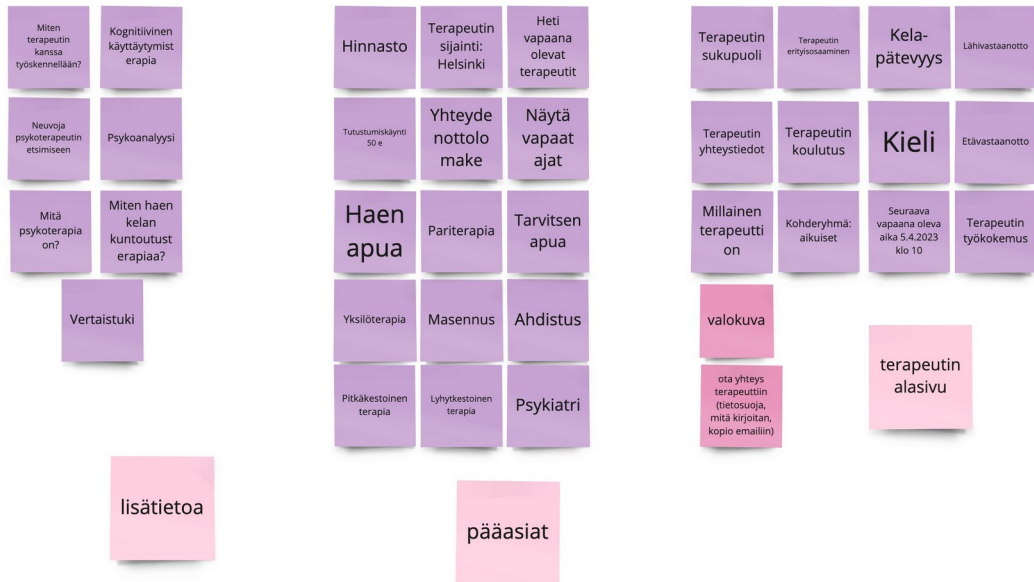 Miten
terapeutin
kanssa
työskennellään?
Kognitiivinen
käyttäytymist
erapia
Neuvoja
psykoterapeutin
etsimiseen
Psykoanalyysi
Mitä
psykoterapia
on?
Miten haen
kelan
kuntoutust
erapiaa?
Vertaistuki
lisätietoa
Hinnasto
Terapeutin
sijainti:
Helsinki
Heti
vapaana
olevat
terapeutit
Tutustumiskäynti
50 e
Yhteyde
nottolo
make
Näytä
vapaat
ajat
Haen
apua
Pariterapia
Tarvitsen
apua
Yksilöterapia
Masennus
Ahdistus
Pitkäkestoinen
terapia
Lyhytkestoinen
terapia
Psykiatri
pääasiat
Terapeutin
sukupuoli
Terapeutin
erityisosaaminen
Kela-
pätevyys
Lähivastaanotto
Terapeutin
yhteystiedot
Terapeutin
koulutus
Kieli
Etävastaanotto
Millainen
terapeutti
on
Kohderyhmä:
aikuiset
Seuraava
vapaana oleva
aika 5.4.2023
klo 10
Terapeutin
työkokemus
valokuva
ota yhteys
terapeuttiin
(tietosuoja,
mitä kirjoitan,
kopio emailiin)
terapeutin
alasivu